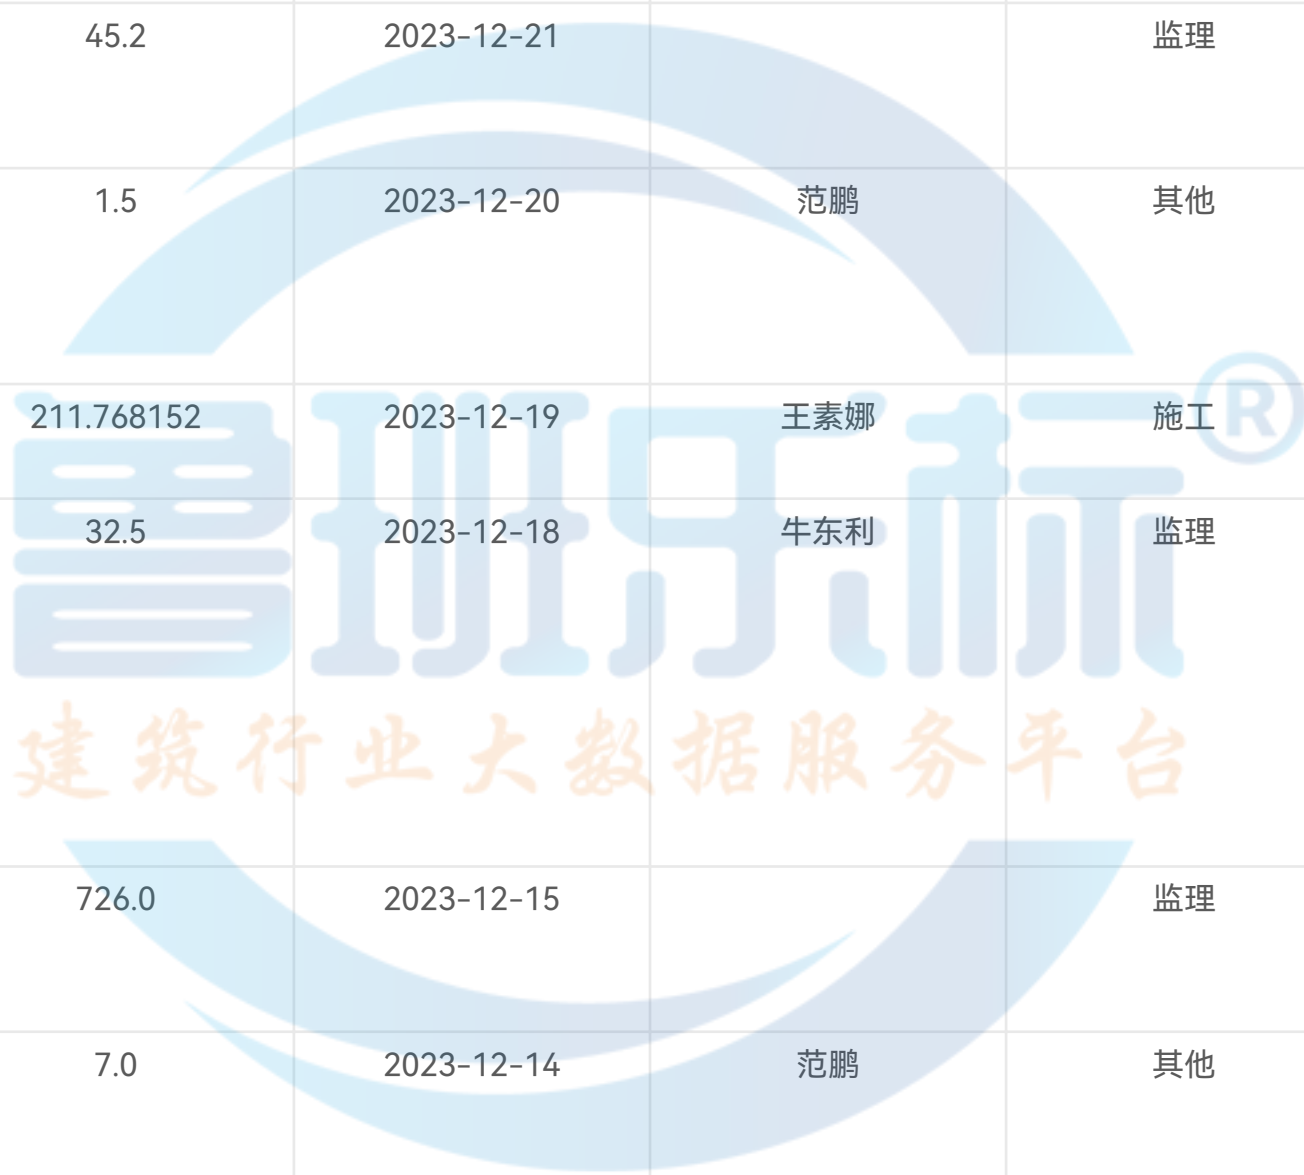 45.2 2023-12-21 监理
1.5 2023-12-20 范鹏 其他
211.768152 2023-12-19 王素娜 施工
32.5 2023-12-18 牛东利 监理
鲁班乐标®
建筑行业大数据服务平台
726.0 2023-12-15 监理
7.0 2023-12-14 范鹏 其他